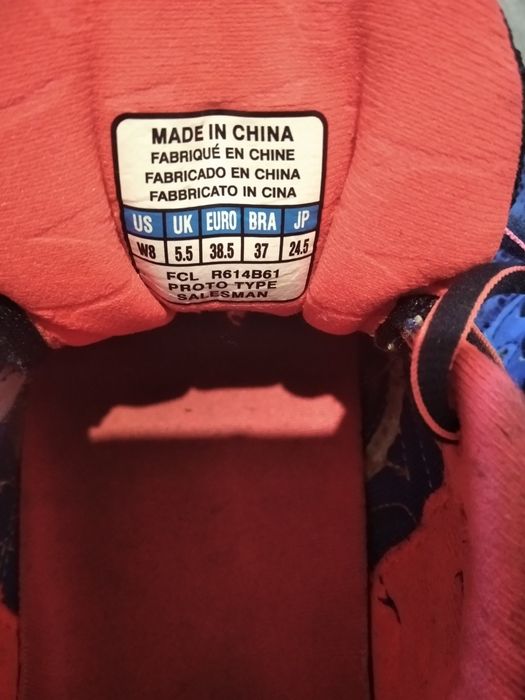 MADE IN CHINA
FABRIQUÉ EN CHINE
FABRICADO EN CHINA
FABBRICATO IN CINA
US UK EURO BRA JP
W8 5.5 38.5 37 24.5
FCL R614B61
PROTO TYPE
SALESMAN